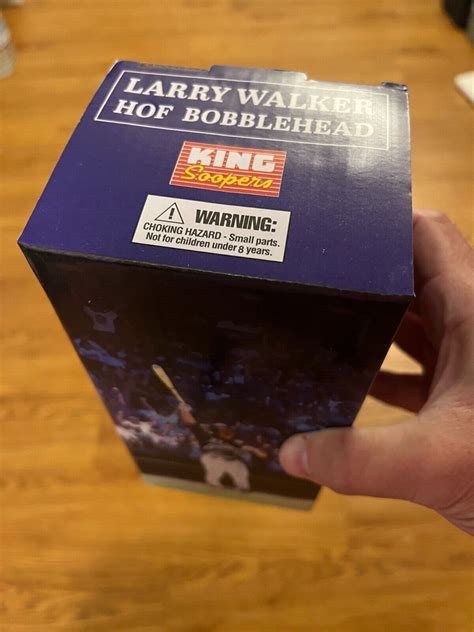 LARRY WALKER
HOF BOBBLEHEAD
KING
Soopers
WARNING:
CHOKING HAZARD - Small parts.
Not for children under 8 years.